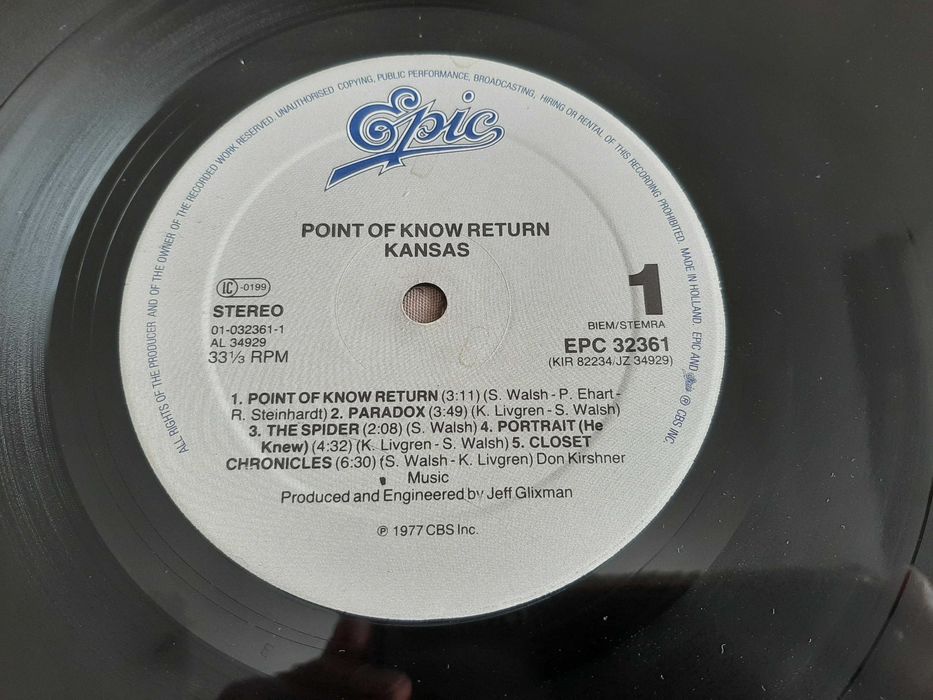 ALL RIGHTS OF THE PRODUCER AND OF THE OWNER OF THE RECORDED WORK RESERVED. UNAUTHORISED COPYING, PUBLIC PERFORMANCE, BROADCASTING, HIRING OR RENTAL OF THIS RECORDING PROHIBITED. MADE IN HOLLAND. EPIC AND Epic ℗ CBS INC.
Epic
POINT OF KNOW RETURN
KANSAS
LC -0199
1
STEREO
BIEM/STEMRA
01-032361-1
EPC 32361
AL 34929
(KIR 82234/JZ 34929)
33⅓ RPM
1. POINT OF KNOW RETURN (3:11) (S. Walsh - P. Ehart -
R. Steinhardt) 2. PARADOX (3:49) (K. Livgren - S. Walsh)
3. THE SPIDER (2:08) (S. Walsh) 4. PORTRAIT (He
Knew) (4:32) (K. Livgren - S. Walsh) 5. CLOSET
CHRONICLES (6:30) (S. Walsh - K. Livgren) Don Kirshner
Music
Produced and Engineered by Jeff Glixman
℗ 1977 CBS Inc.